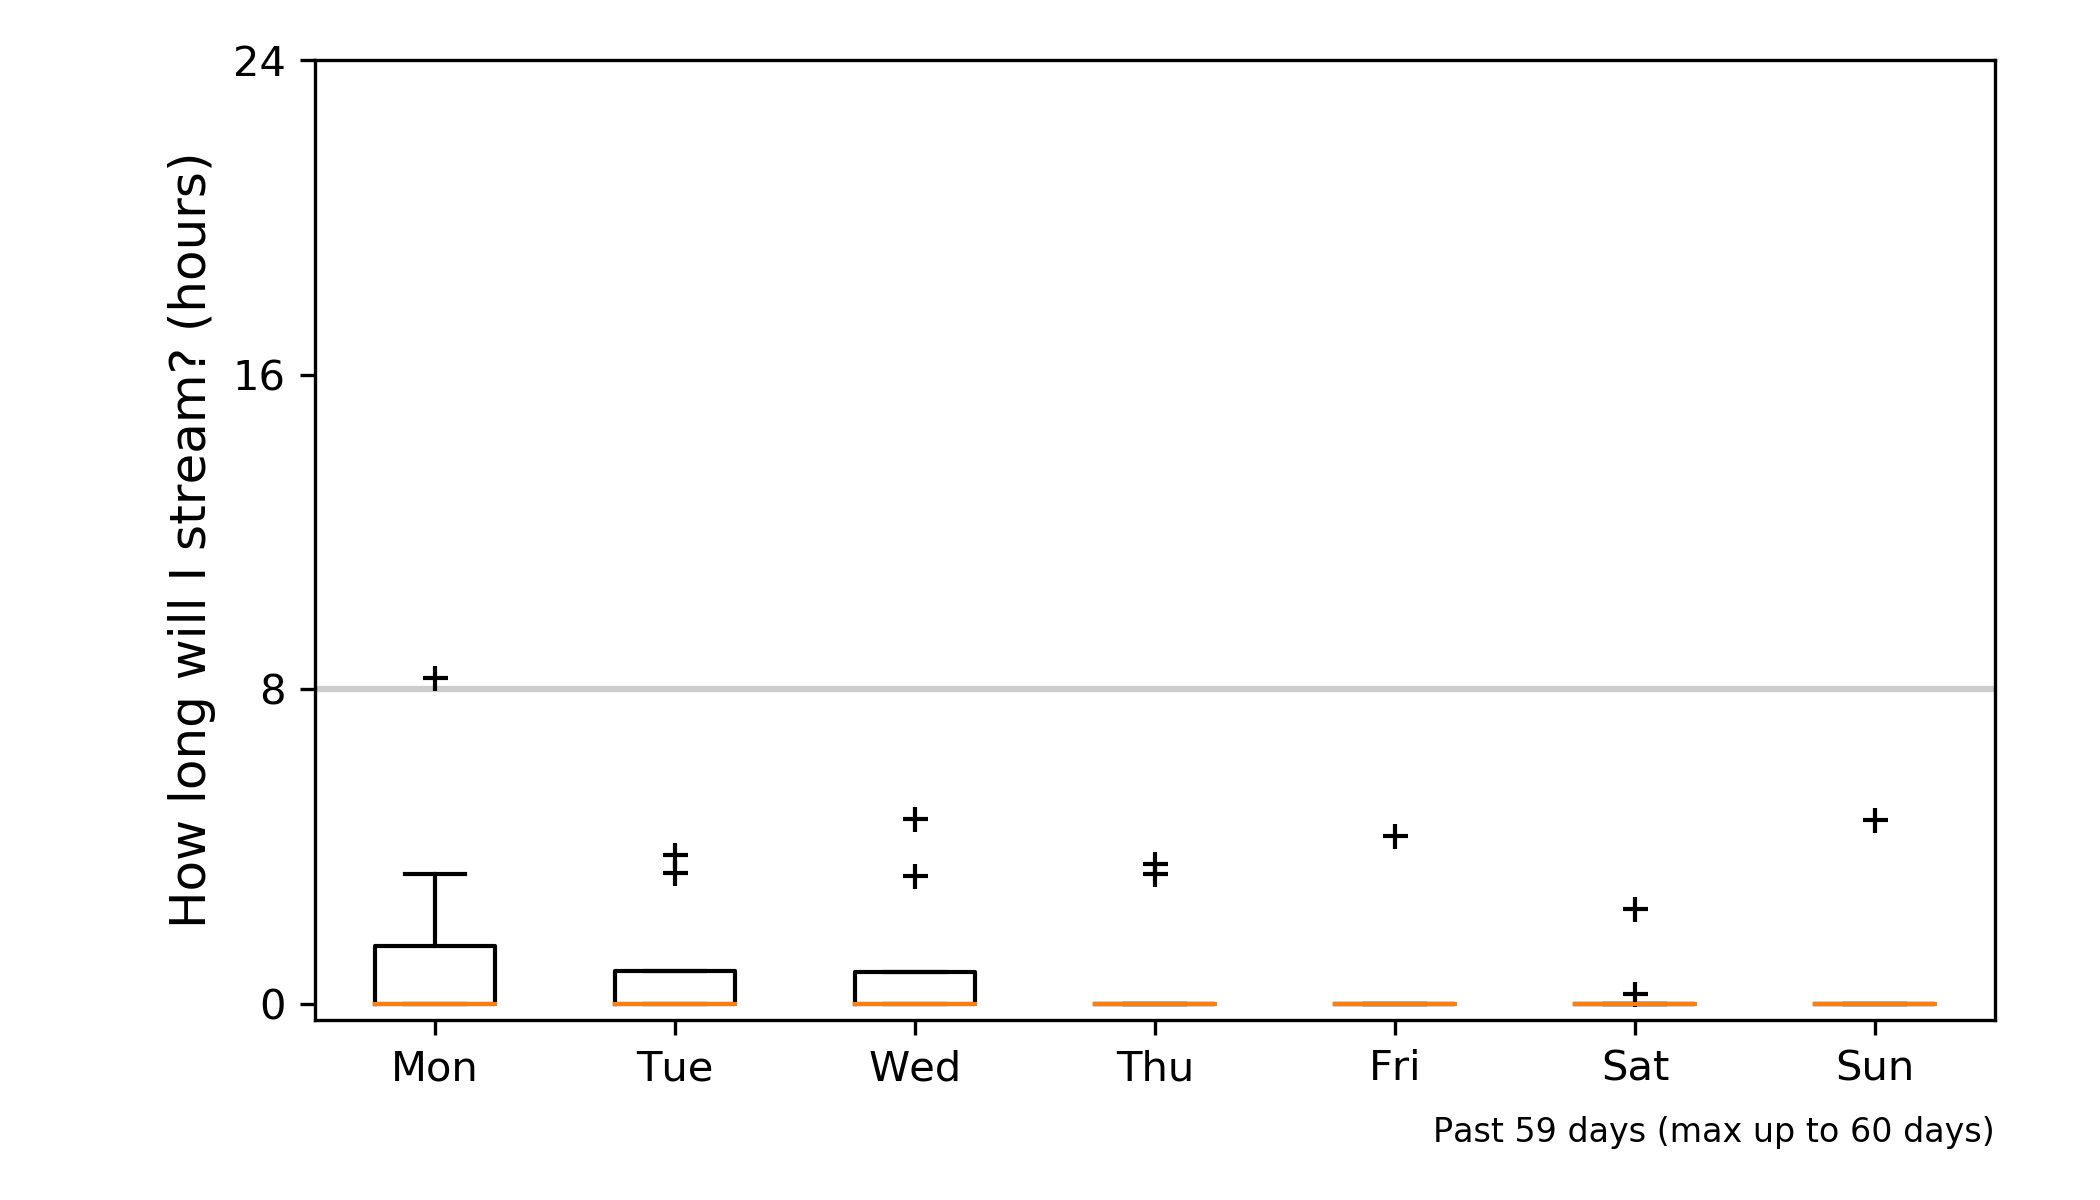 How long will I stream? (hours)
24
16
8
0
Mon Tue Wed Thu Fri Sat Sun
Past 59 days (max up to 60 days)